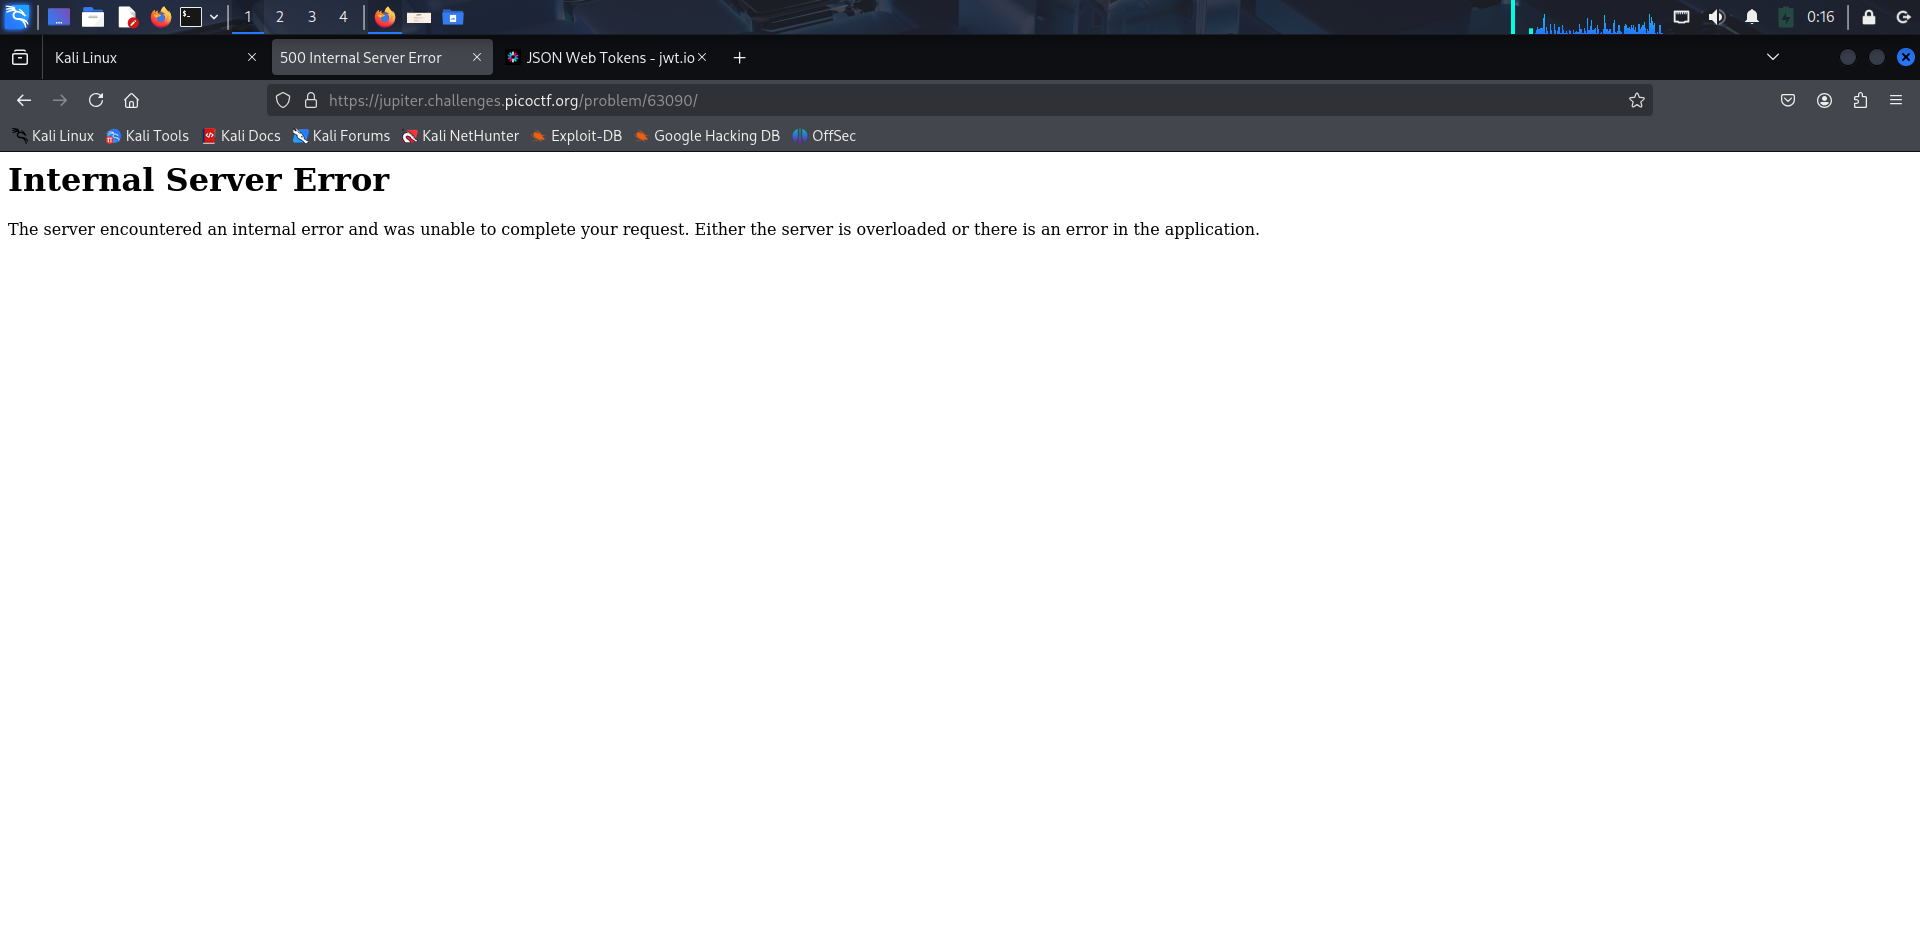 1 2 3 4 0:16
Kali Linux 500 Internal Server Error JSON Web Tokens - jwt.io
https://jupiter.challenges.picoctf.org/problem/63090/
Kali Linux Kali Tools Kali Docs Kali Forums Kali NetHunter Exploit-DB Google Hacking DB OffSec
Internal Server Error
The server encountered an internal error and was unable to complete your request. Either the server is overloaded or there is an error in the application.